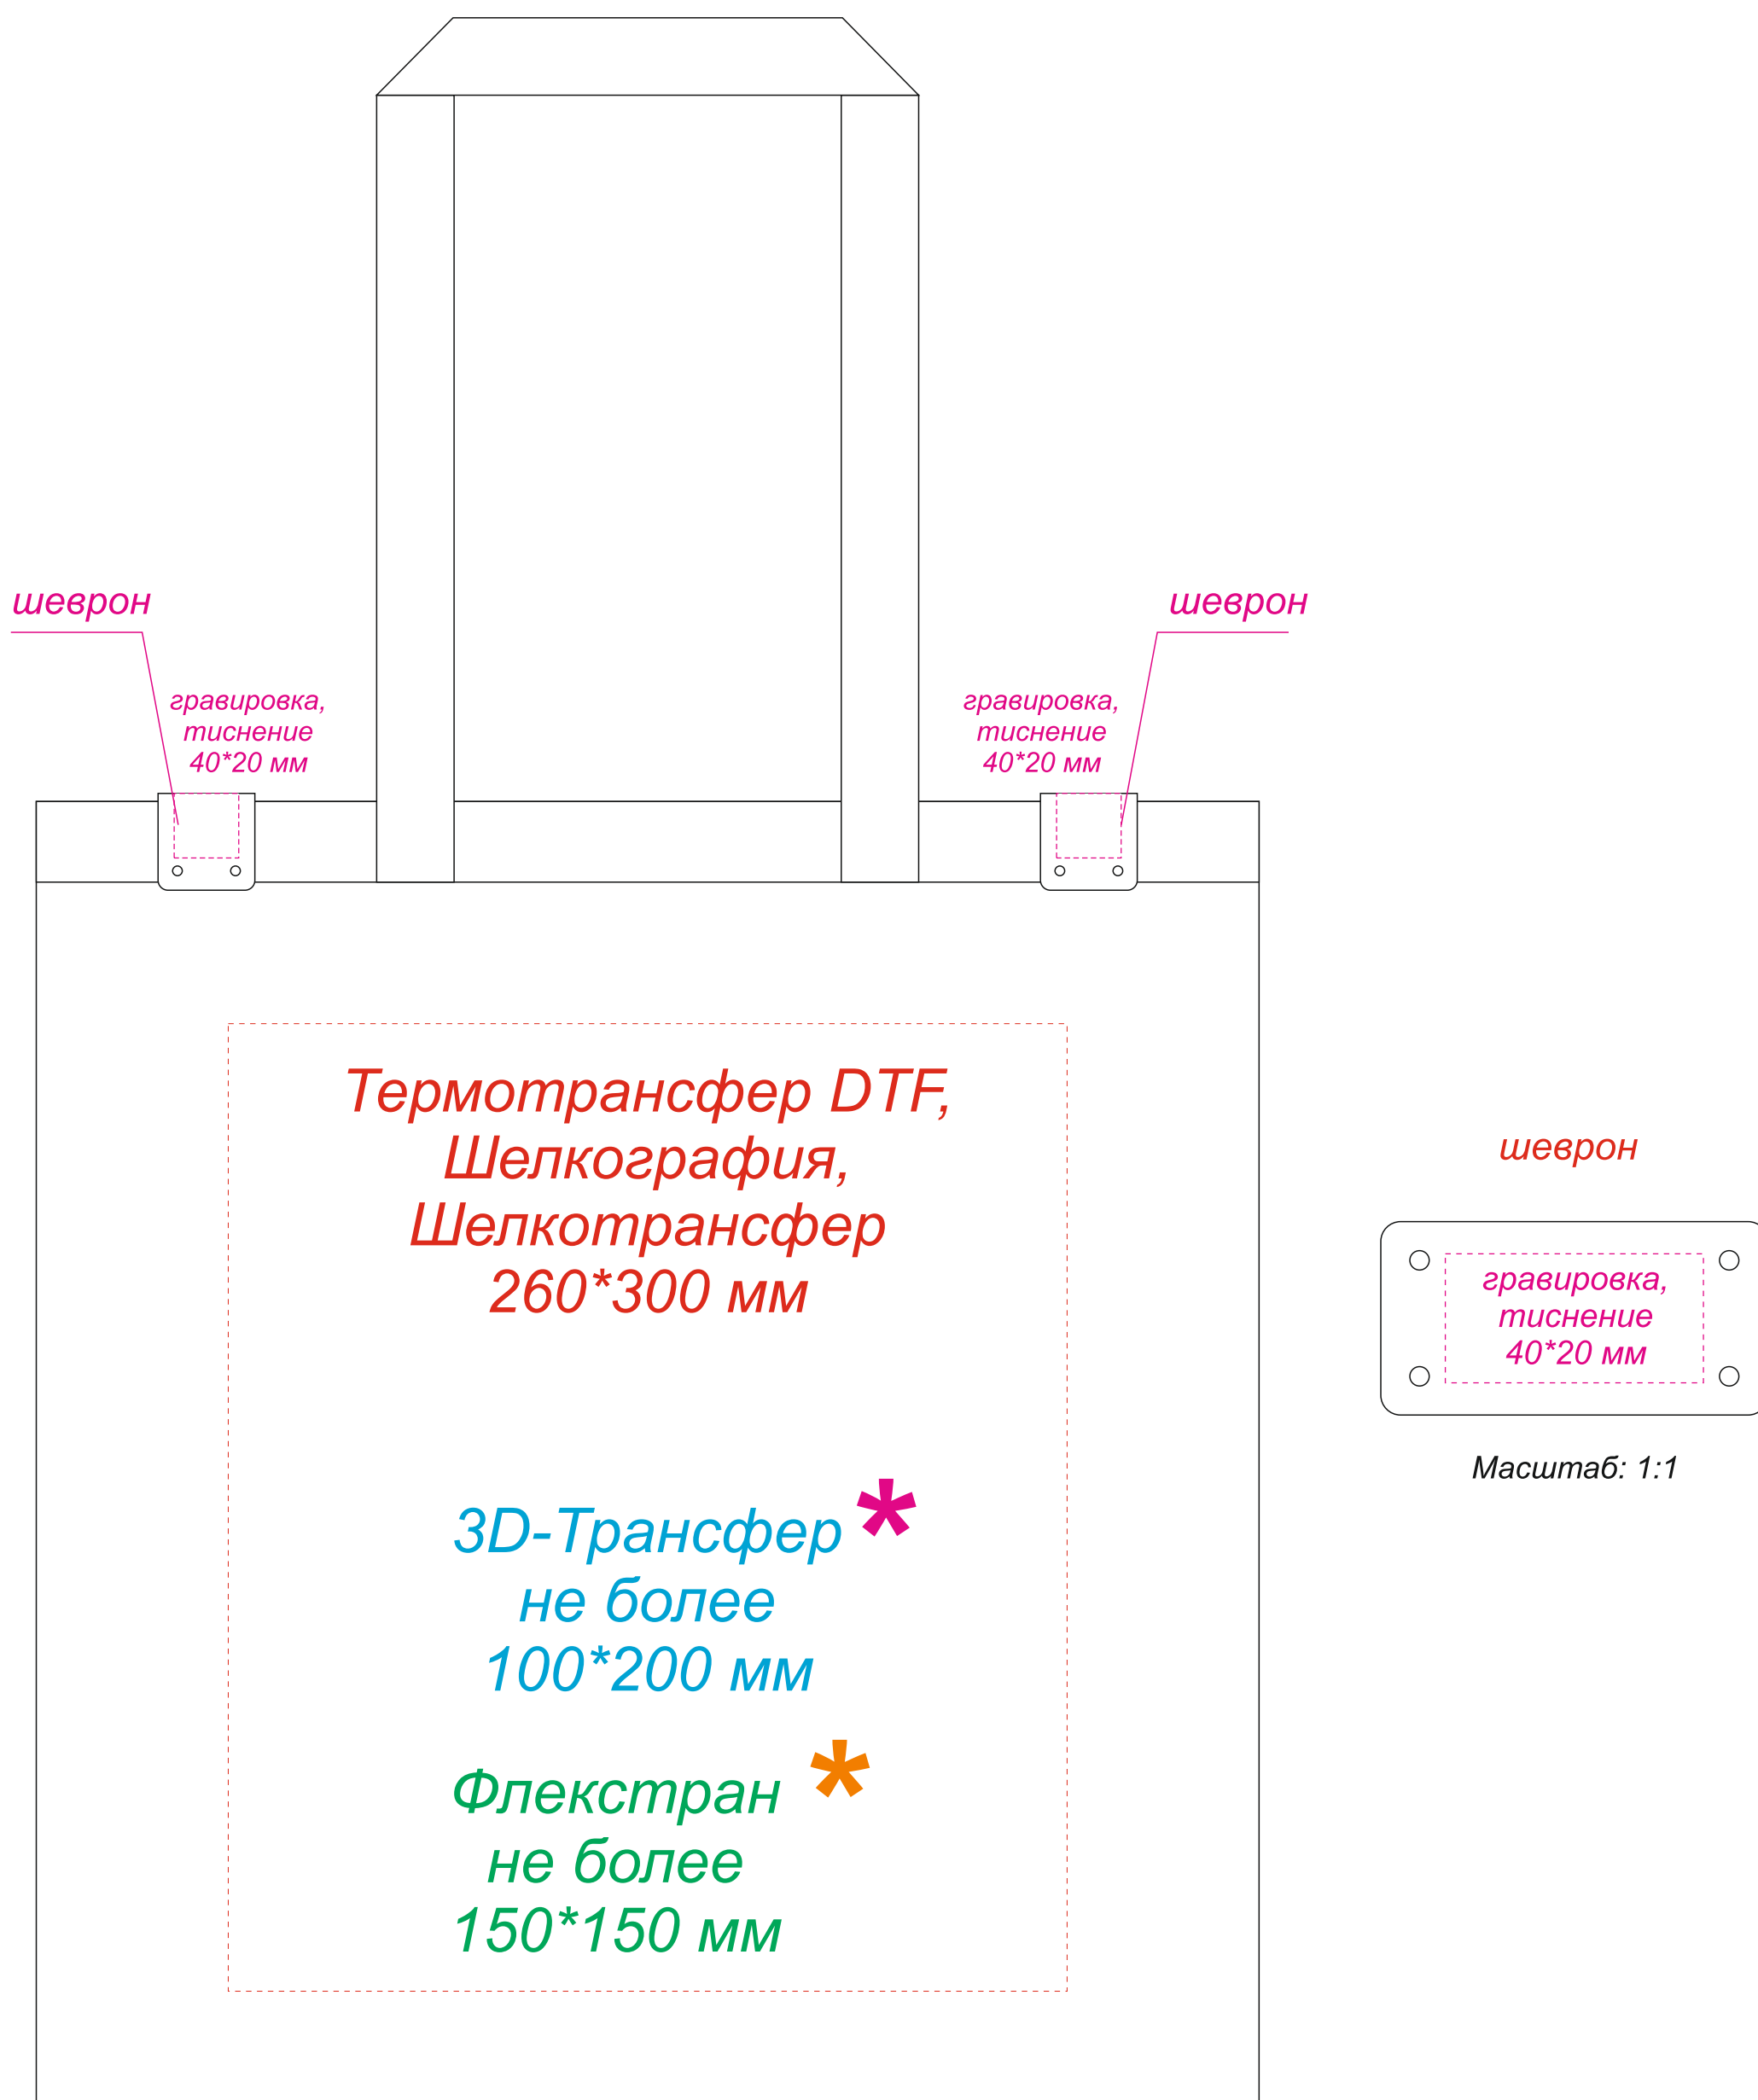 шеврон
шеврон
гравировка,
тиснение
40*20 мм
гравировка,
тиснение
40*20 мм
Термотрансфер DTF,
Шелкография,
Шелкотрансфер
260*300 мм
шеврон
гравировка,
тиснение
40*20 мм
Масштаб: 1:1
3D-Трансфер *
не более
100*200 мм
Флекстран *
не более
150*150 мм